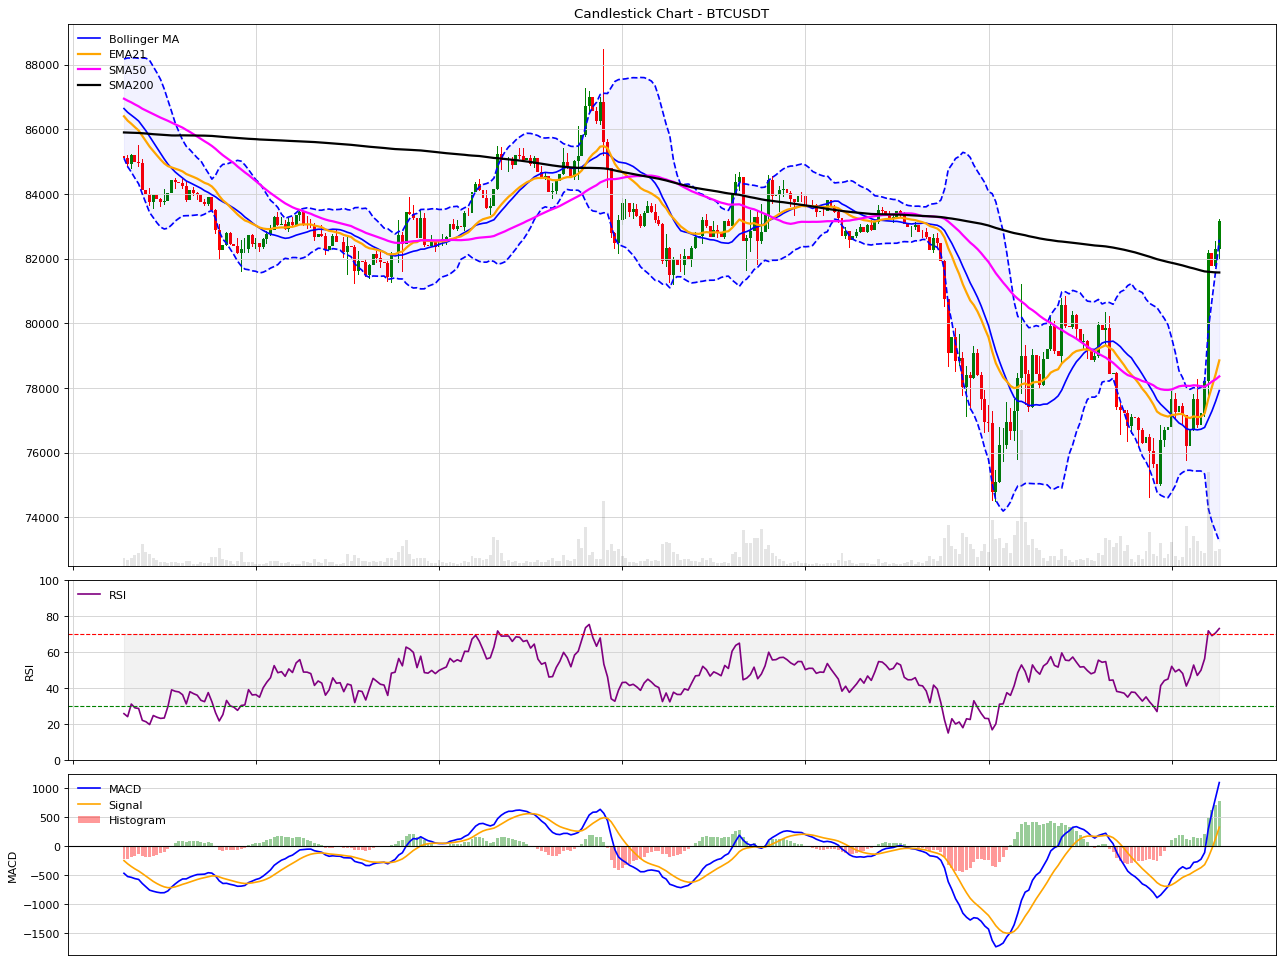 Candlestick Chart - BTCUSDT
Bollinger MA
EMA21
SMA50
SMA200
88000
86000
84000
82000
80000
78000
76000
74000
RSI
100
80
60
40
20
0
RSI
MACD
Signal
Histogram
1000
500
0
−500
−1000
−1500
MACD